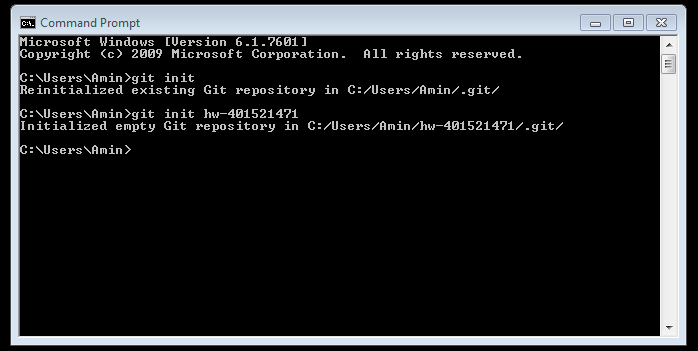 Command Prompt
Microsoft Windows [Version 6.1.7601]
Copyright (c) 2009 Microsoft Corporation.  All rights reserved.
C:\Users\Amin>git init
Reinitialized existing Git repository in C:/Users/Amin/.git/
C:\Users\Amin>git init hw-401521471
Initialized empty Git repository in C:/Users/Amin/hw-401521471/.git/
C:\Users\Amin>